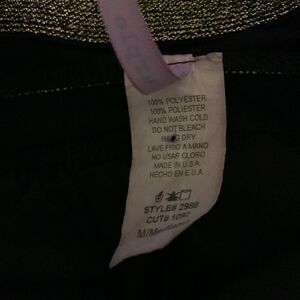 100% POLYESTER
100% POLYESTER
HAND WASH COLD
DO NOT BLEACH
HANG DRY
LAVE FRIO A MANO
NO USAR CLORO
MADE IN U.S.A.
HECHO EN E.U.A.
STYLE# 2988
CUT# 1092